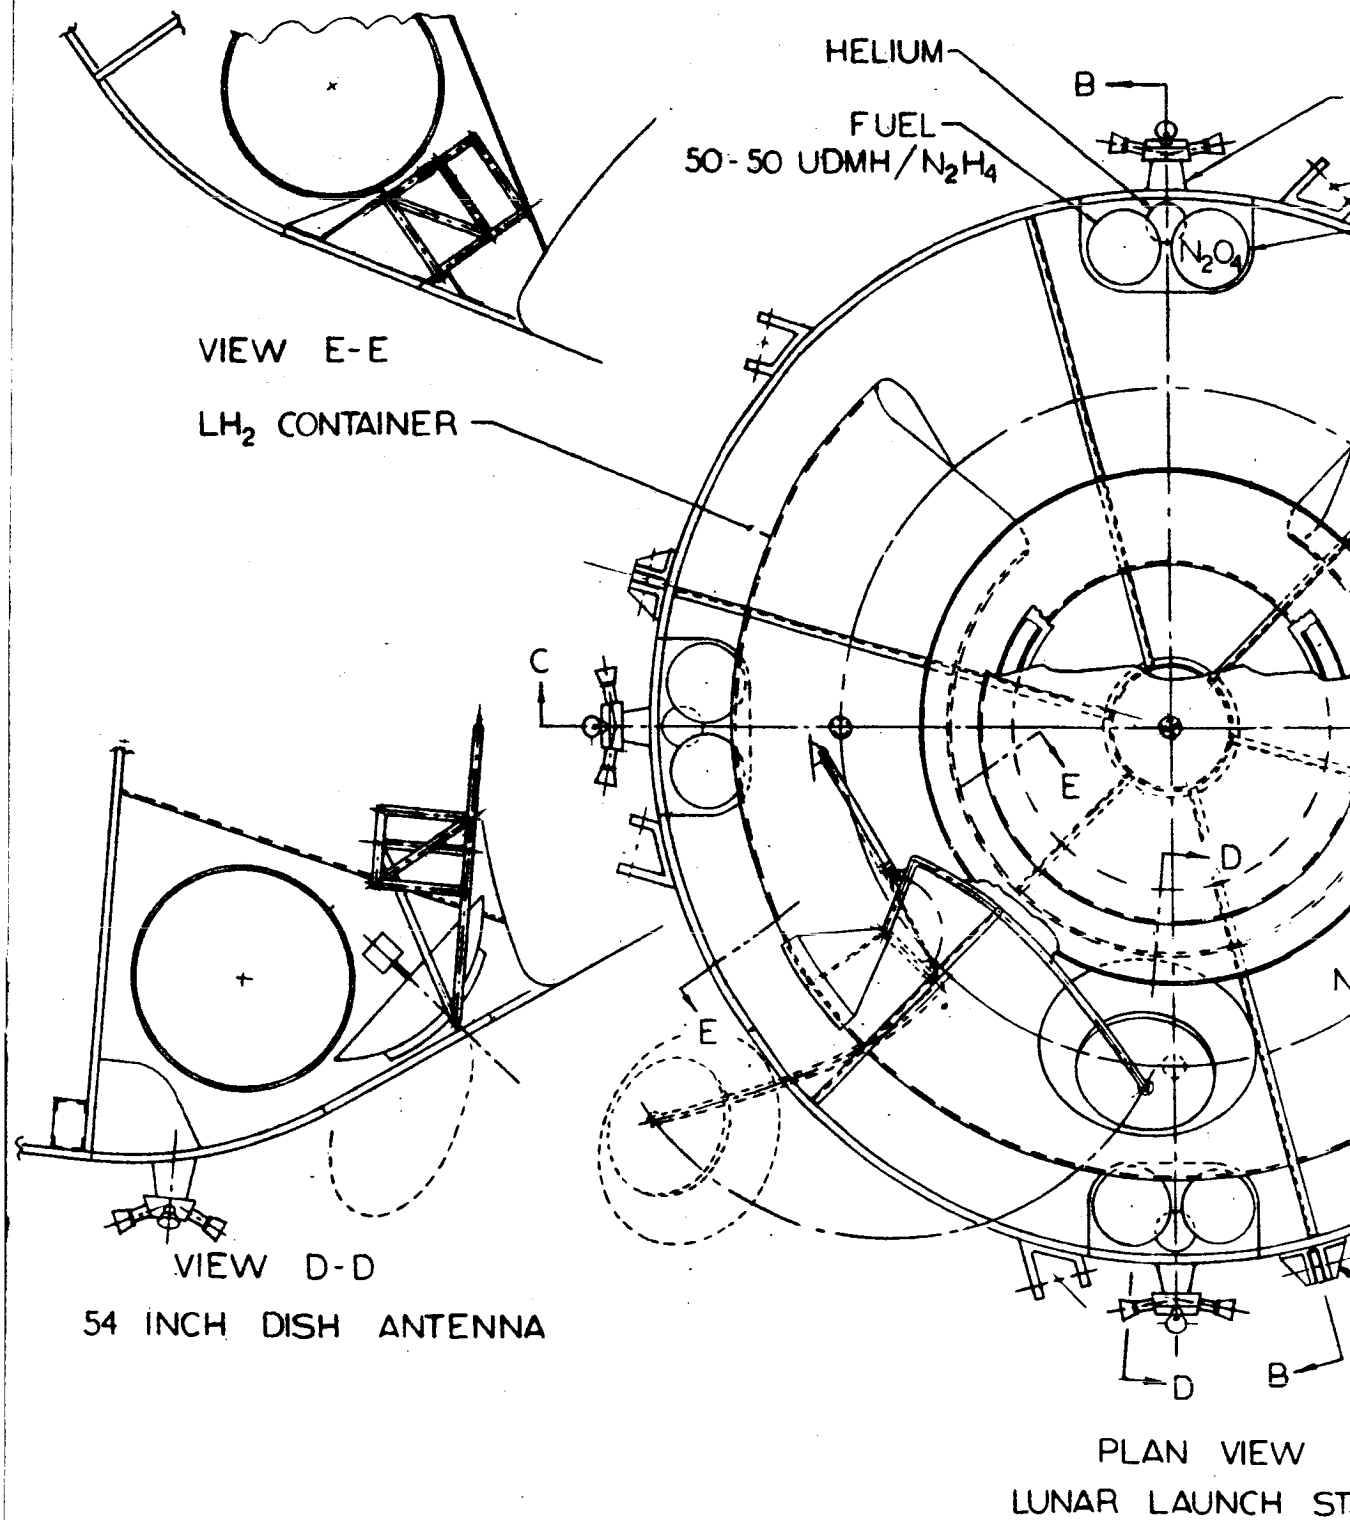 HELIUM
B
FUEL
50-50 UDMH/N₂H₄
N₂O₄
VIEW E-E
LH₂ CONTAINER
C
E
D
E
N
VIEW D-D
54 INCH DISH ANTENNA
D
B
PLAN VIEW
LUNAR LAUNCH ST